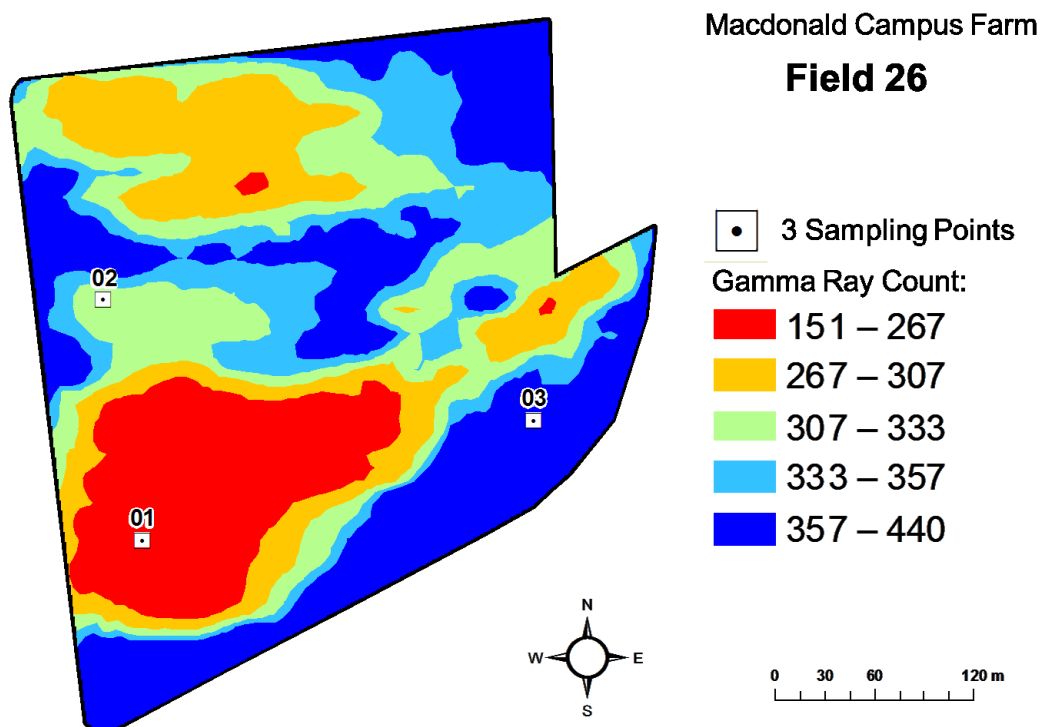 Macdonald Campus Farm
Field 26
3 Sampling Points
Gamma Ray Count:
151 – 267
267 – 307
307 – 333
333 – 357
357 – 440
02
03
01
N
W E
S
0 30 60 120 m